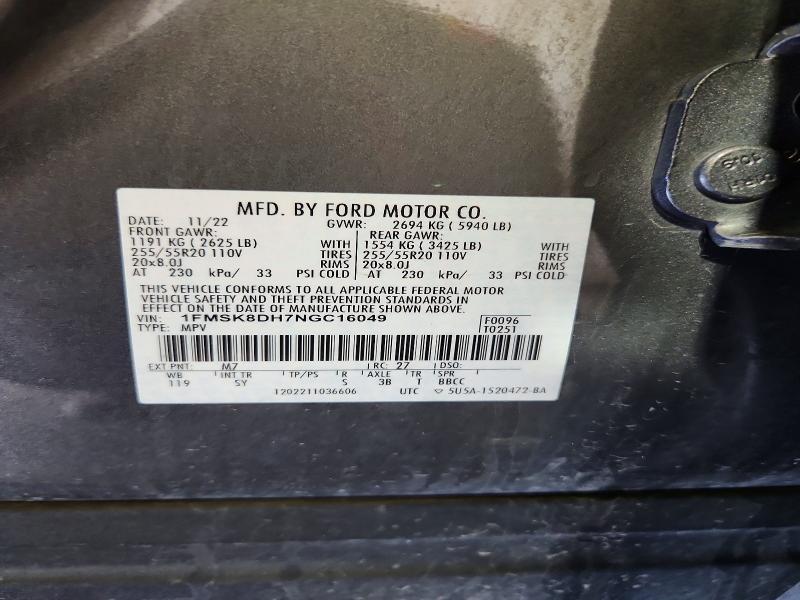 MFD. BY FORD MOTOR CO.
DATE: 11/22 GVWR: 2694 KG ( 5940 LB)
FRONT GAWR: REAR GAWR:
1191 KG ( 2625 LB) WITH 1554 KG ( 3425 LB) WITH
255/55R20 110V TIRES 255/55R20 110V TIRES
20x8.0J RIMS 20x8.0J RIMS
AT 230 kPa/ 33 PSI COLD AT 230 kPa/ 33 PSI COLD
THIS VEHICLE CONFORMS TO ALL APPLICABLE FEDERAL MOTOR
VEHICLE SAFETY AND THEFT PREVENTION STANDARDS IN
EFFECT ON THE DATE OF MANUFACTURE SHOWN ABOVE.
VIN: 1FMSK8DH7NGC16049 F0096
TYPE: MPV T0251
EXT PNT: M7 RC: 27 DSO:
WB INT TR TP/PS R AXLE TR SPR
119 SY S 3B T BBCC
1202211036606 UTC 5U5A-1520472-BA